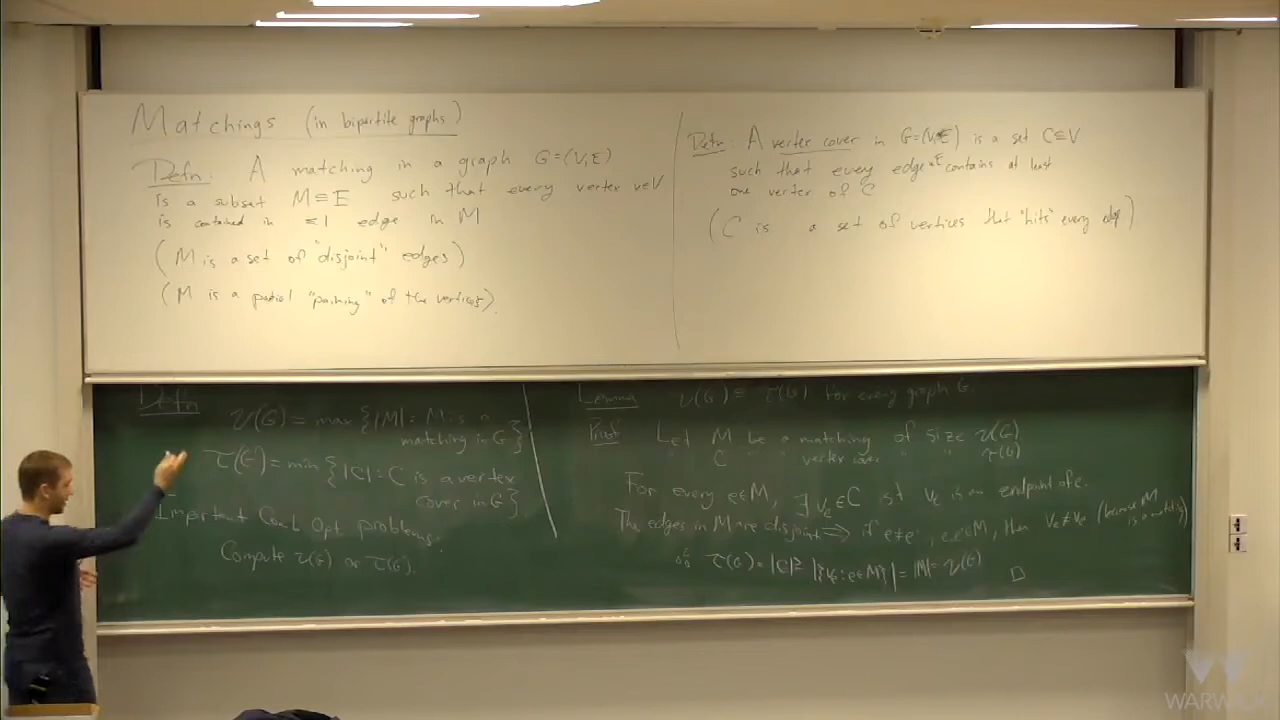 Matchings (in bipartite graphs)
Defn: A matching in a graph G=(V,E)
is a subset M⊆E such that every vertex v∈V
is contained in ≤1 edge in M
(M is a set of "disjoint" edges)
(M is a partial "pairing" of the vertices).
Defn: A vertex cover in G=(V,E) is a set C⊆V
such that every edge e∈E contains at least
one vertex of C
(C is a set of vertices that "hits" every edge)
Defn
ν(G) = max {|M| : M is a
matching in G}
τ(G) = min {|C| : C is a vertex
cover in G}
Important Comb. Opt problems.
Compute ν(G) or τ(G).
Lemma ν(G) ≤ τ(G) for every graph G.
Proof Let M be a matching of size ν(G)
C " " vertex cover " " τ(G)
For every e∈M, ∃ v_e∈C s.t v_e is an endpoint of e.
The edges in M are disjoint ⇒ if e≠e', e,e'∈M, then v_e≠v_e' (because M
is a matching)
∴ τ(G) = |C| ≥ |{v_e : e∈M}| = |M| = ν(G) □
WARWICK